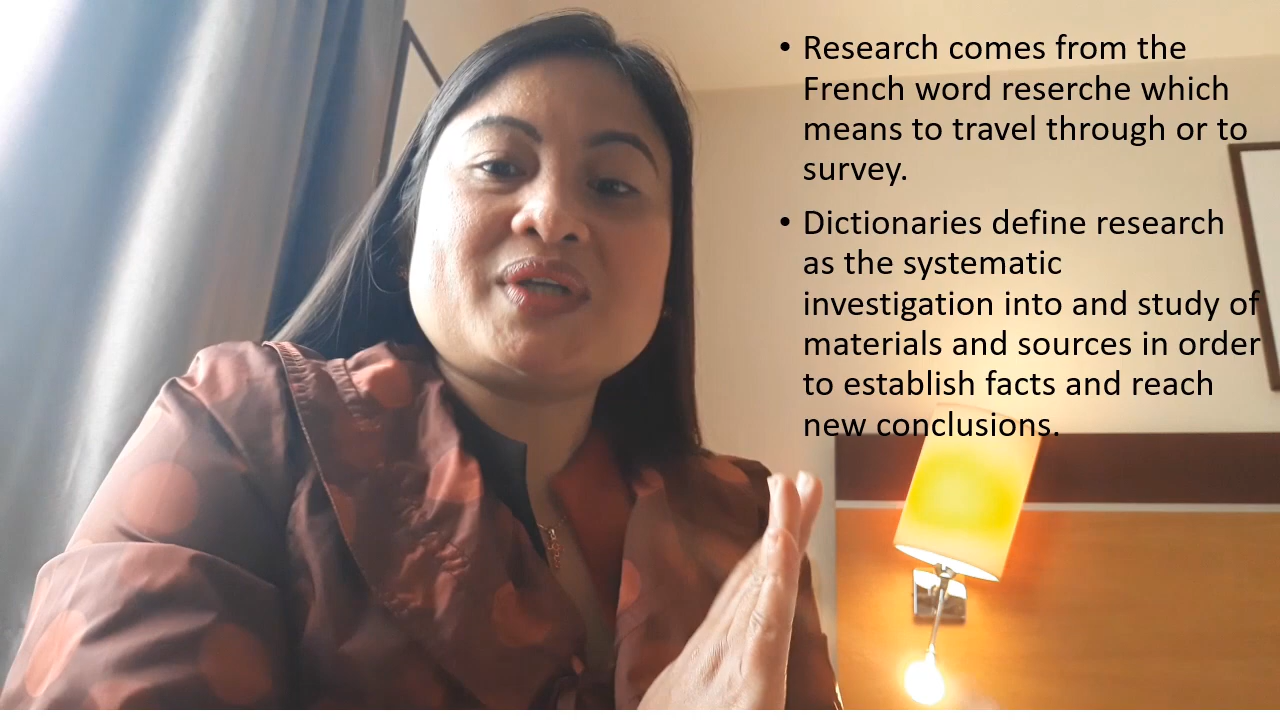 • Research comes from the
French word reserche which
means to travel through or to
survey.
• Dictionaries define research
as the systematic
investigation into and study of
materials and sources in order
to establish facts and reach
new conclusions.